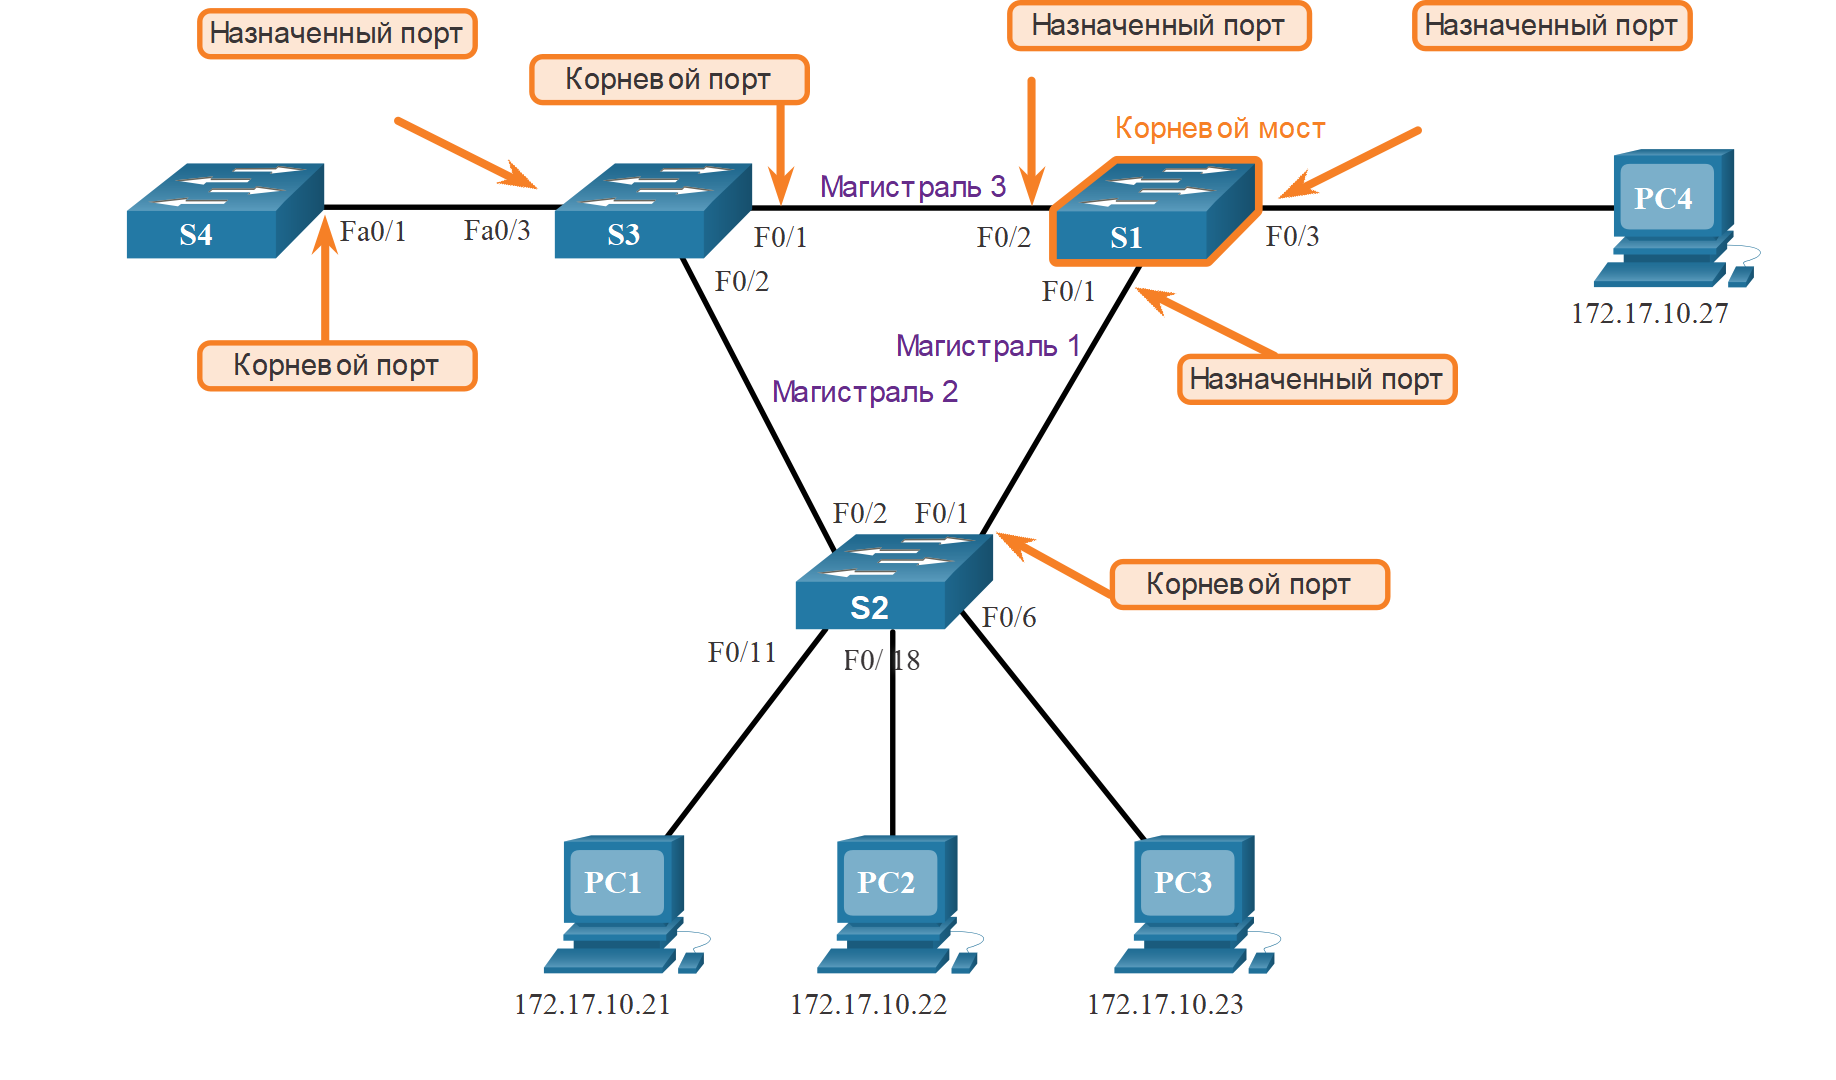 Назначенный порт
Назначенный порт
Назначенный порт
Корневой порт
Корневой мост
Магистраль 3
S4
Fa0/1
Fa0/3
S3
F0/1
F0/2
S1
F0/3
PC4
F0/2
F0/1
172.17.10.27
Магистраль 1
Корневой порт
Назначенный порт
Магистраль 2
F0/2
F0/1
Корневой порт
S2
F0/6
F0/11
F0/ 18
PC1
PC2
PC3
172.17.10.21
172.17.10.22
172.17.10.23